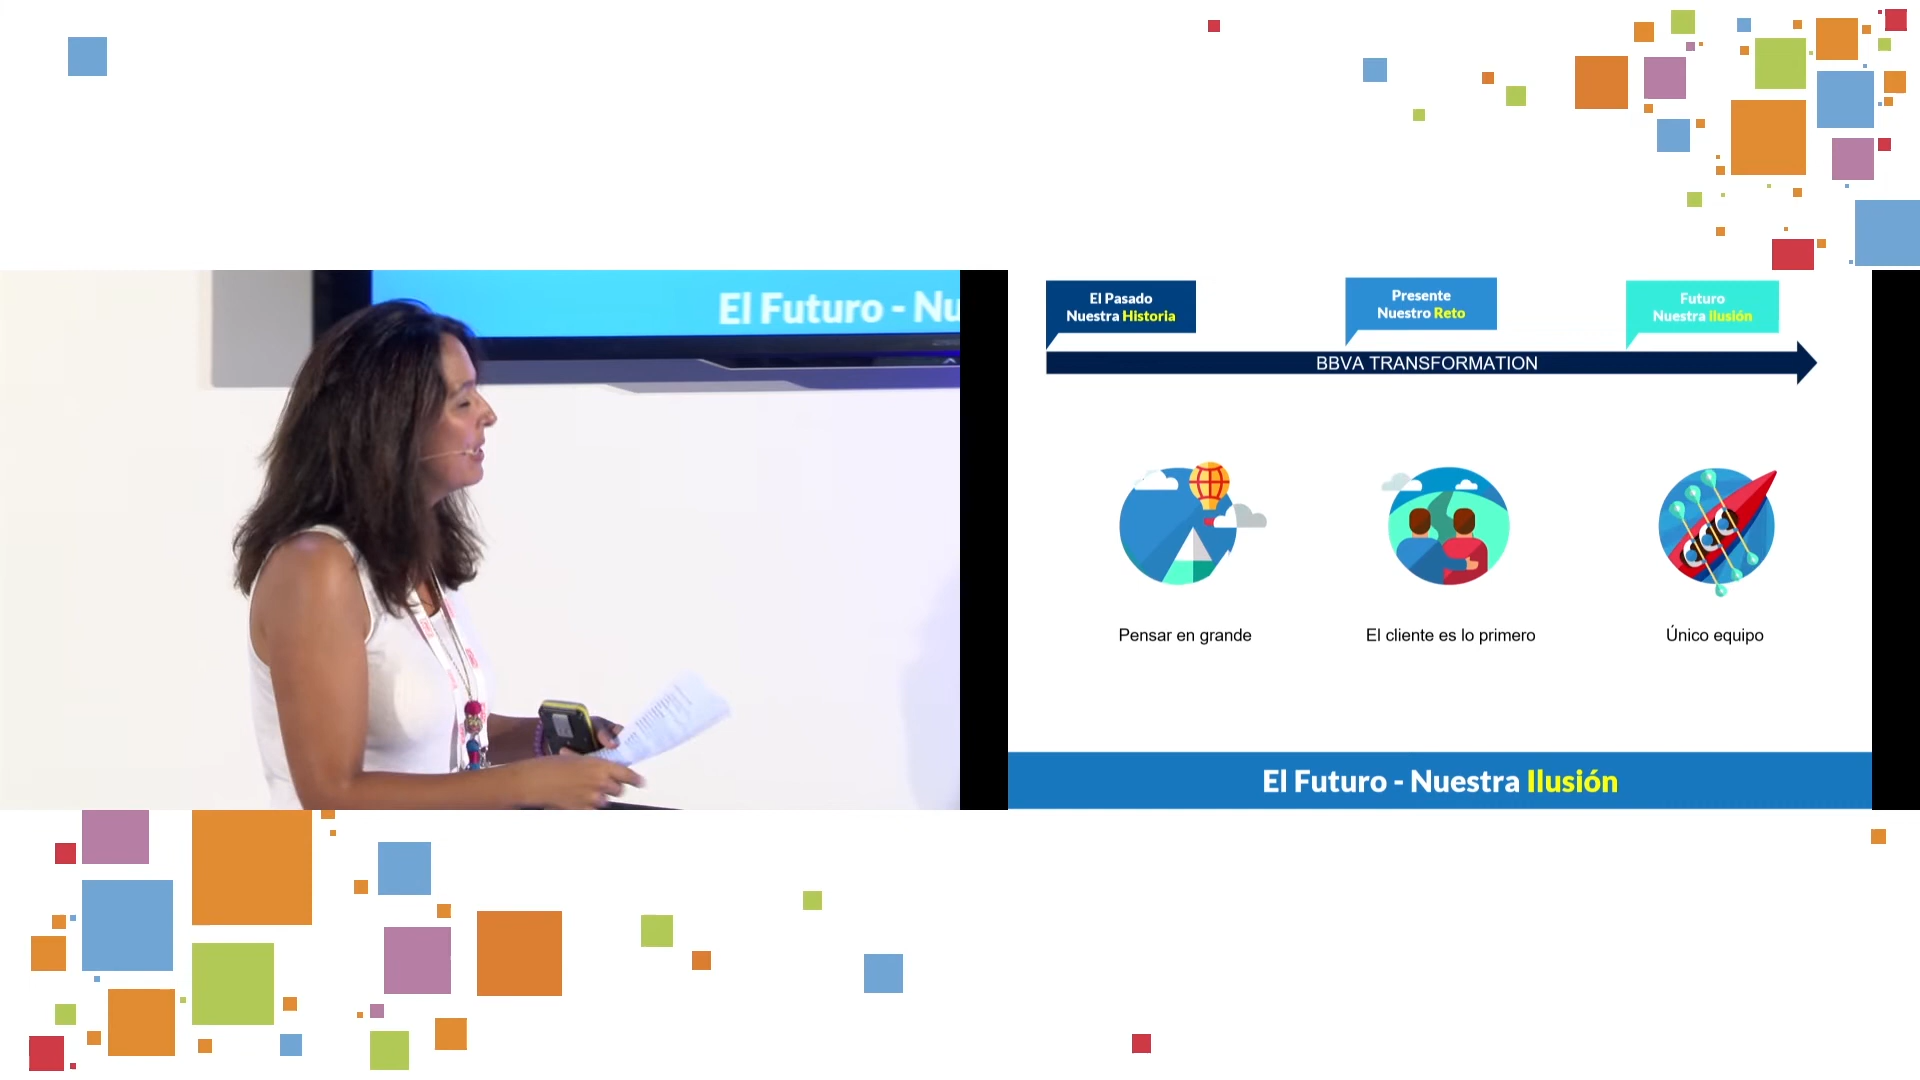 El Futuro - Nu
El Pasado
Nuestra Historia
Presente
Nuestro Reto
Futuro
Nuestra Ilusión
BBVA TRANSFORMATION
Pensar en grande
El cliente es lo primero
Único equipo
El Futuro - Nuestra Ilusión